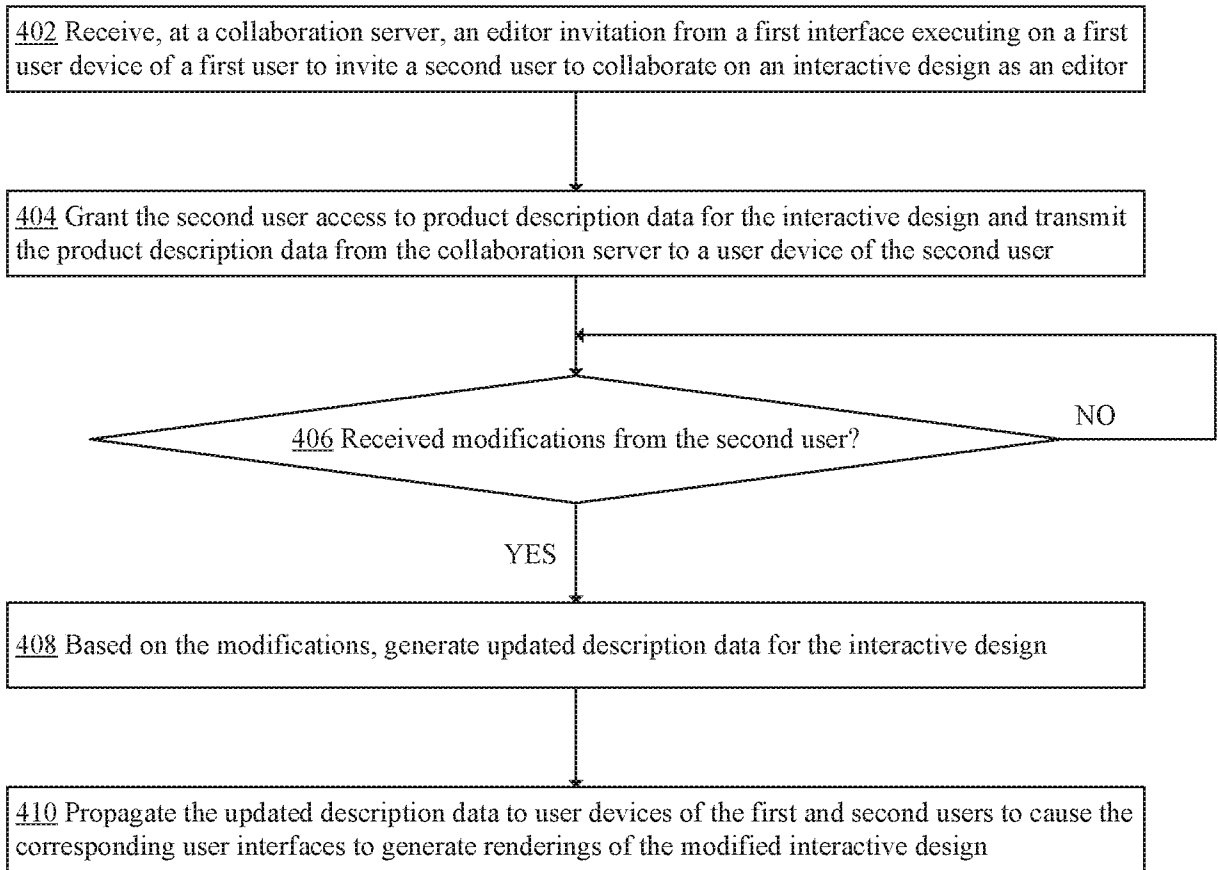 402 Receive, at a collaboration server, an editor invitation from a first interface executing on a first
user device of a first user to invite a second user to collaborate on an interactive design as an editor
404 Grant the second user access to product description data for the interactive design and transmit
the product description data from the collaboration server to a user device of the second user
406 Received modifications from the second user?
NO
YES
408 Based on the modifications, generate updated description data for the interactive design
410 Propagate the updated description data to user devices of the first and second users to cause the
corresponding user interfaces to generate renderings of the modified interactive design